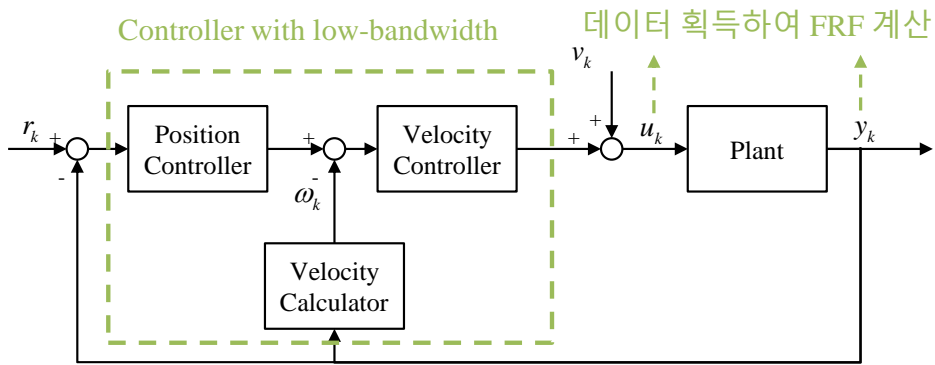 Controller with low-bandwidth
데이터 획득하여 FRF 계산
v_k
r_k
+
-
Position
Controller
+
-
ω_k
Velocity
Controller
+
+
u_k
Plant
y_k
Velocity
Calculator